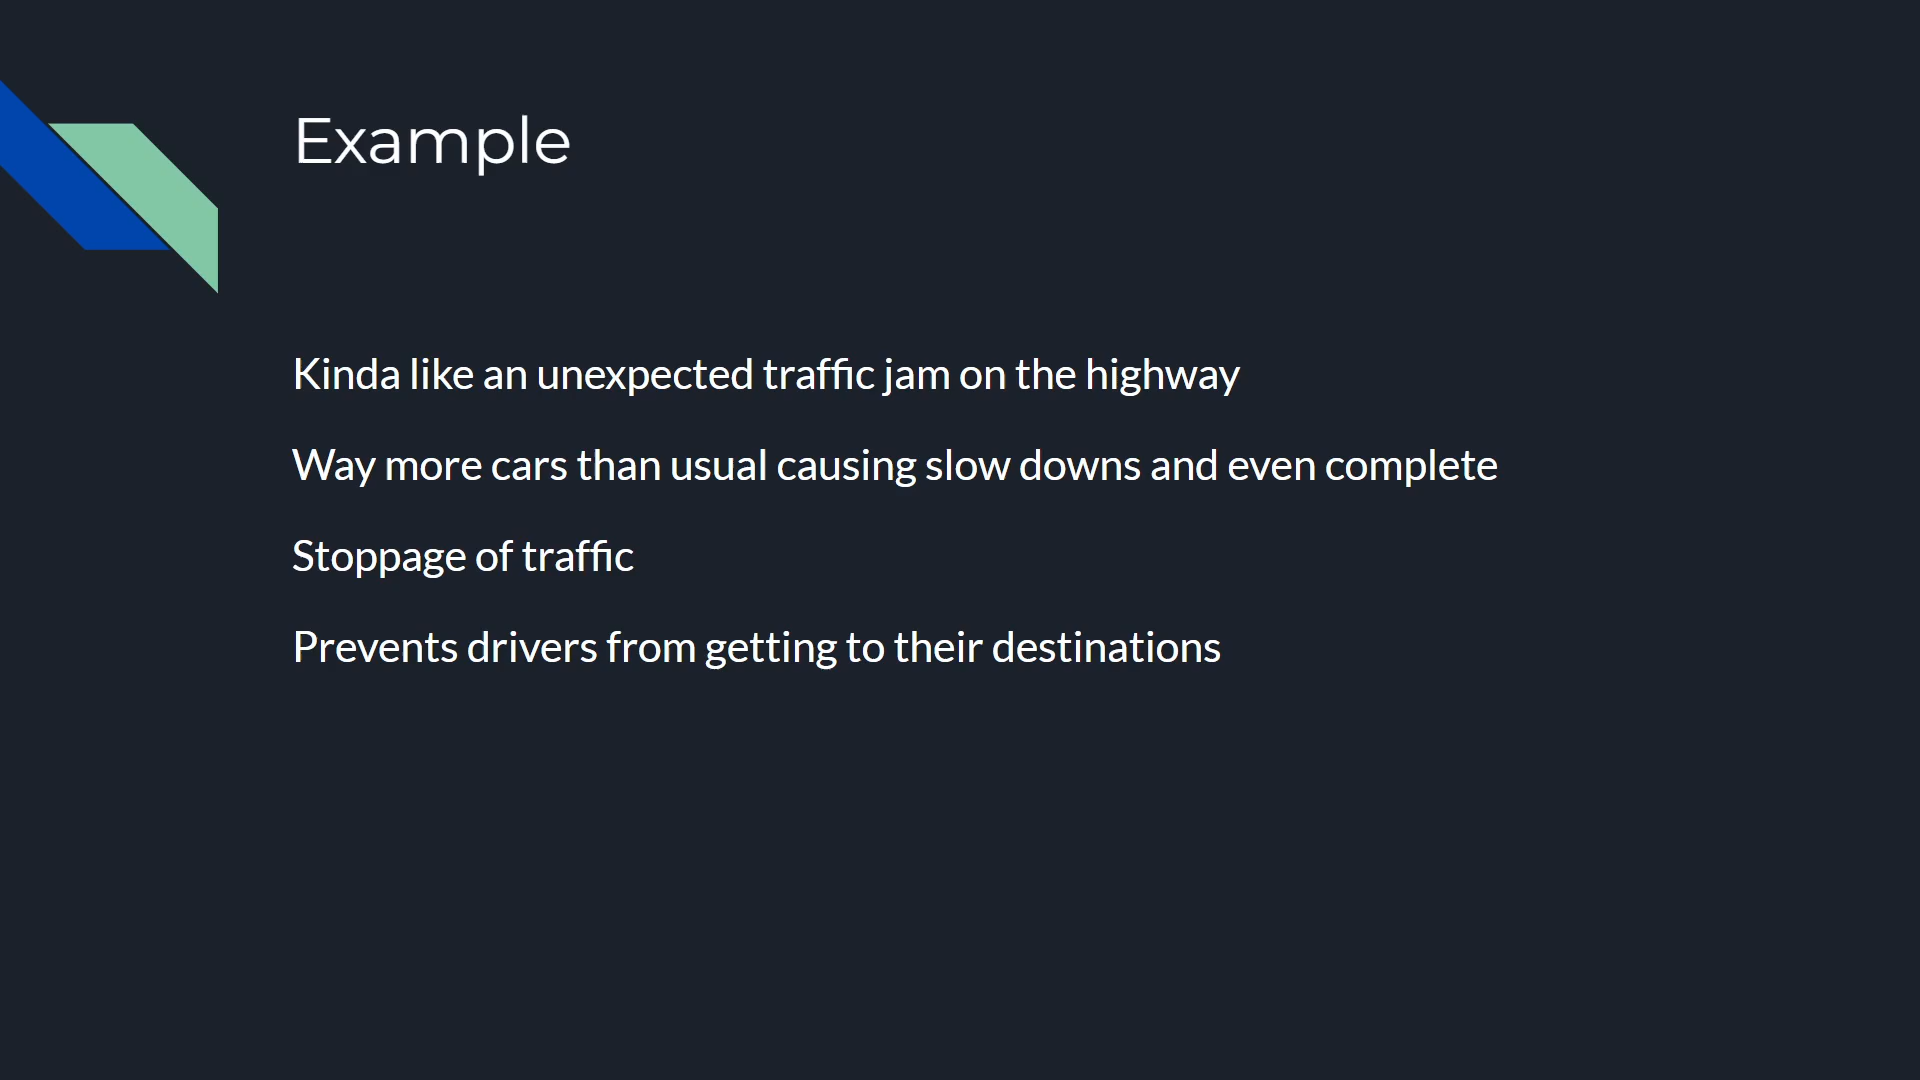 Example
Kinda like an unexpected traffic jam on the highway
Way more cars than usual causing slow downs and even complete
Stoppage of traffic
Prevents drivers from getting to their destinations